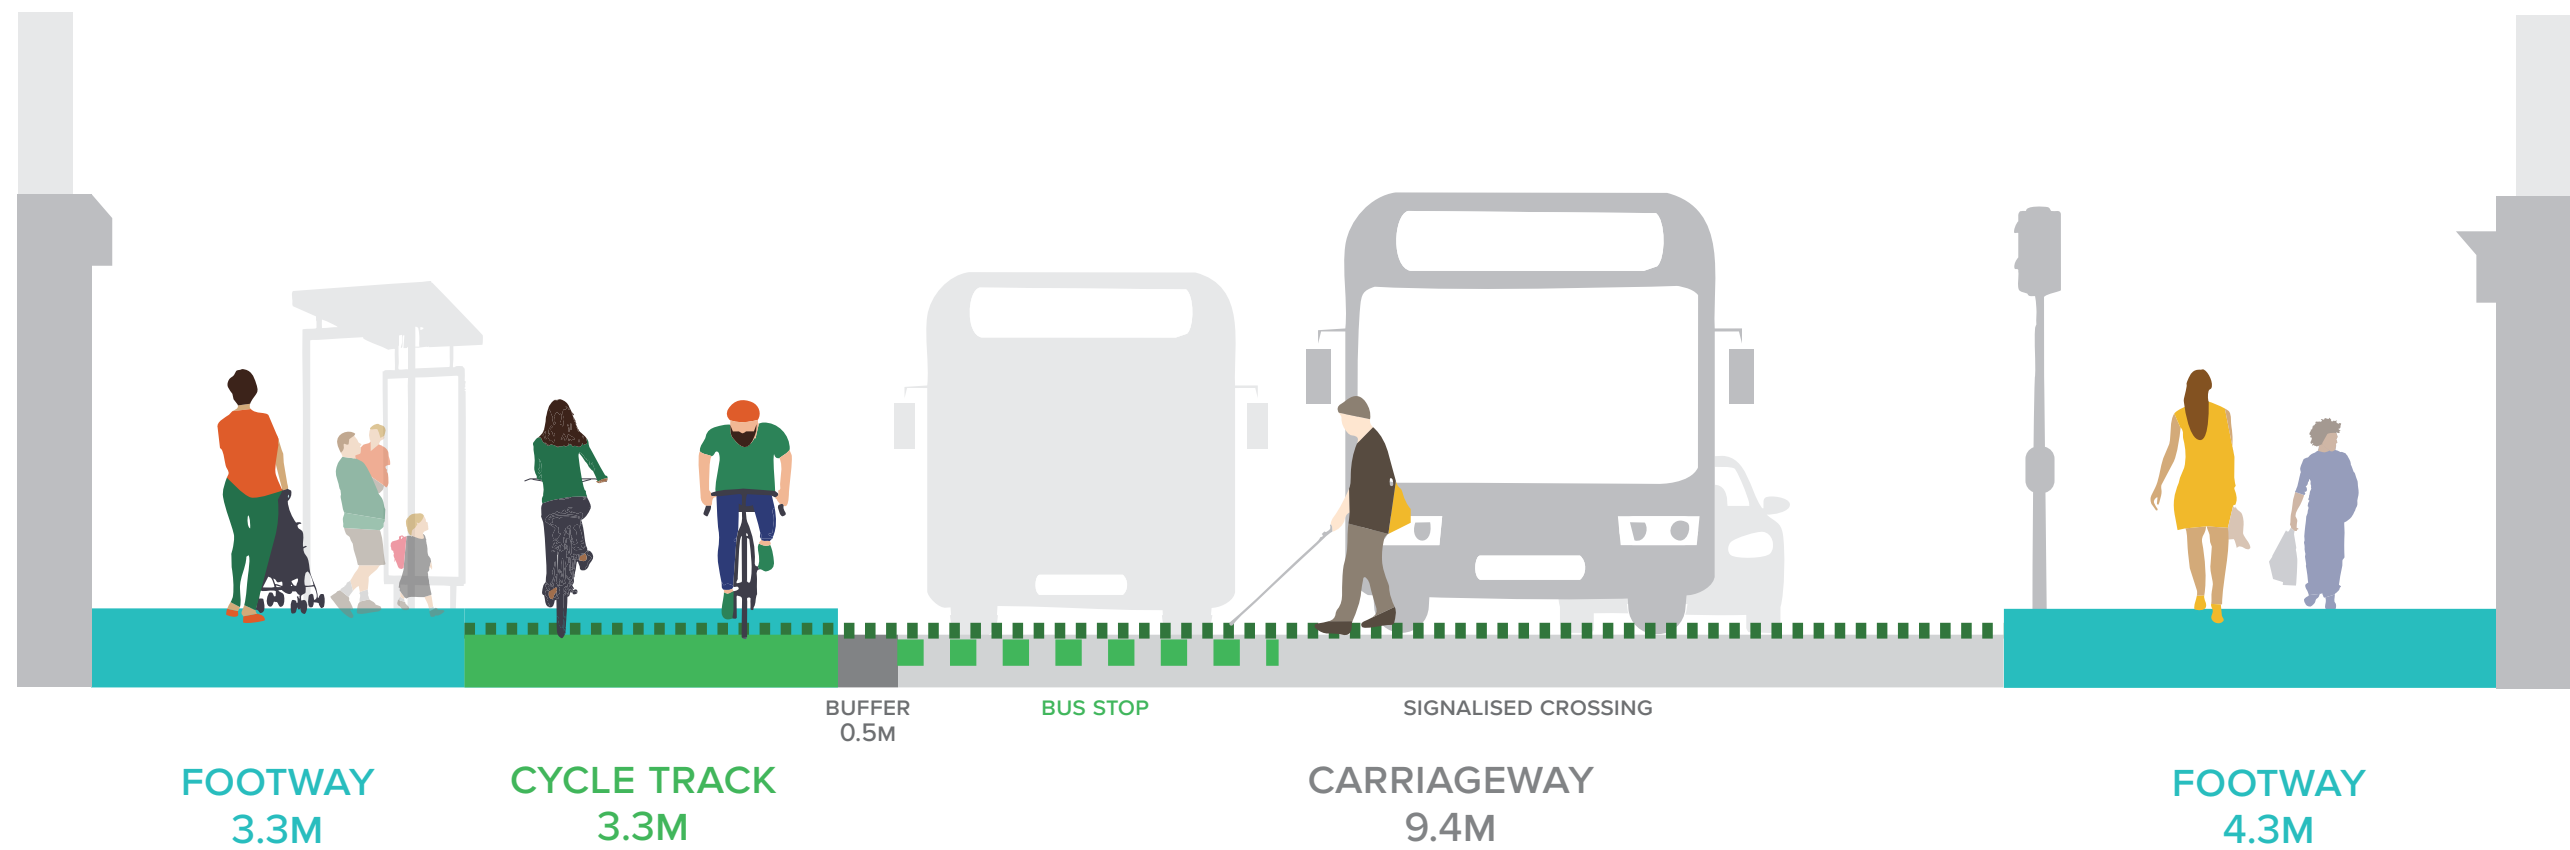 BUFFER
0.5M
BUS STOP
SIGNALISED CROSSING
FOOTWAY
3.3M
CYCLE TRACK
3.3M
CARRIAGEWAY
9.4M
FOOTWAY
4.3M